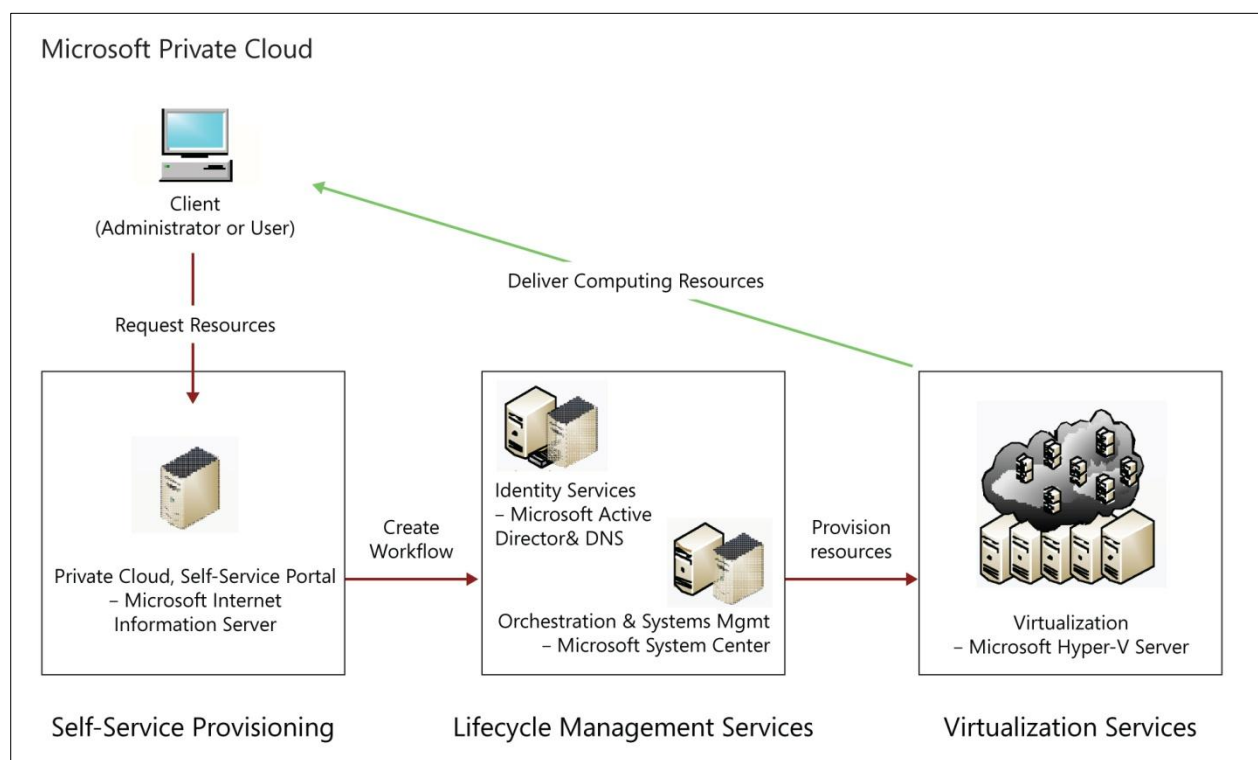 Microsoft Private Cloud
Client
(Administrator or User)
Deliver Computing Resources
Request Resources
Private Cloud, Self-Service Portal
– Microsoft Internet
Information Server
Create
Workflow
Identity Services
– Microsoft Active
Director& DNS
Orchestration & Systems Mgmt
– Microsoft System Center
Provision
resources
Virtualization
– Microsoft Hyper-V Server
Self-Service Provisioning
Lifecycle Management Services
Virtualization Services